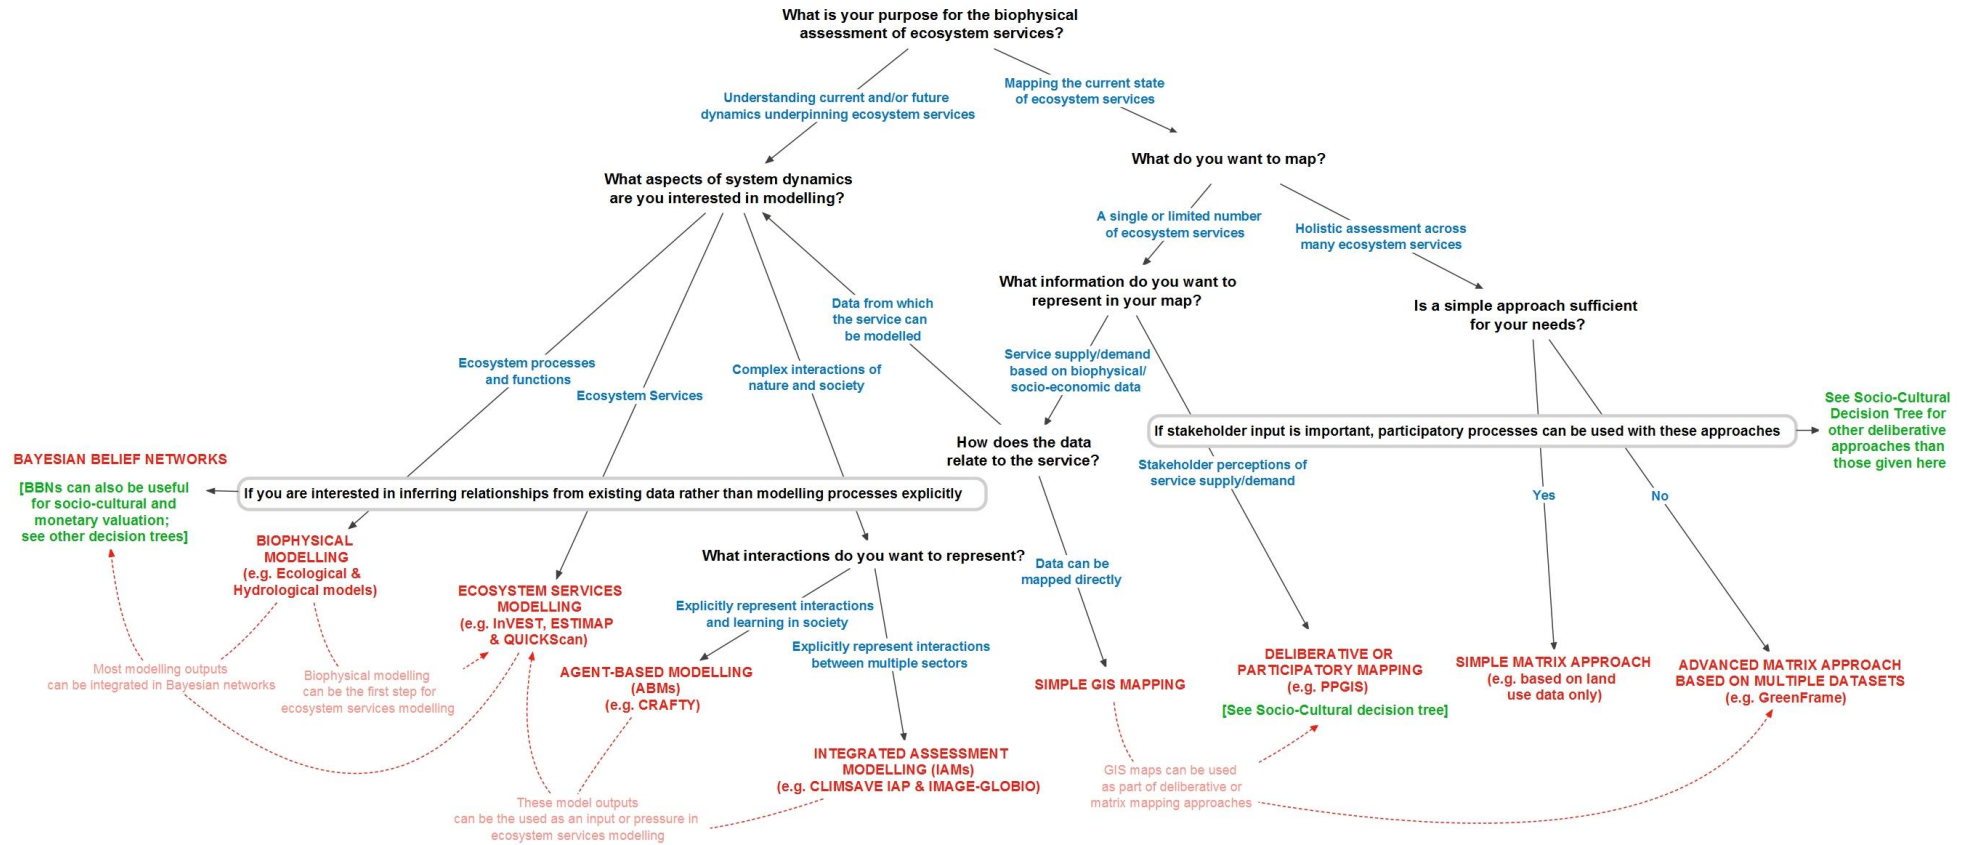 What is your purpose for the biophysical
assessment of ecosystem services?
Understanding current and/or future
dynamics underpinning ecosystem services
Mapping the current state
of ecosystem services
What aspects of system dynamics
are you interested in modelling?
What do you want to map?
A single or limited number
of ecosystem services
Holistic assessment across
many ecosystem services
What information do you want to
represent in your map?
Is a simple approach sufficient
for your needs?
Data from which
the service can
be modelled
Ecosystem processes
and functions
Ecosystem Services
Complex interactions of
nature and society
Service supply/demand
based on biophysical/
socio-economic data
How does the data
relate to the service?
If stakeholder input is important, participatory processes can be used with these approaches
See Socio-Cultural
Decision Tree for
other deliberative
approaches than
those given here
Stakeholder perceptions of
service supply/demand
Yes
No
BAYESIAN BELIEF NETWORKS
[BBNs can also be useful
for socio-cultural and
monetary valuation;
see other decision trees]
If you are interested in inferring relationships from existing data rather than modelling processes explicitly
BIOPHYSICAL
MODELLING
(e.g. Ecological &
Hydrological models)
ECOSYSTEM SERVICES
MODELLING
(e.g. InVEST, ESTIMAP
& QUICKScan)
What interactions do you want to represent?
Data can be
mapped directly
Explicitly represent interactions
and learning in society
Explicitly represent interactions
between multiple sectors
AGENT-BASED MODELLING
(ABMs)
(e.g. CRAFTY)
INTEGRATED ASSESSMENT
MODELLING (IAMs)
(e.g. CLIMSAVE IAP & IMAGE-GLOBIO)
SIMPLE GIS MAPPING
DELIBERATIVE OR
PARTICIPATORY MAPPING
(e.g. PPGIS)
[See Socio-Cultural decision tree]
SIMPLE MATRIX APPROACH
(e.g. based on land
use data only)
ADVANCED MATRIX APPROACH
BASED ON MULTIPLE DATASETS
(e.g. GreenFrame)
Most modelling outputs
can be integrated in Bayesian networks
Biophysical modelling
can be the first step for
ecosystem services modelling
These model outputs
can be the used as an input or pressure in
ecosystem services modelling
GIS maps can be used
as part of deliberative or
matrix mapping approaches